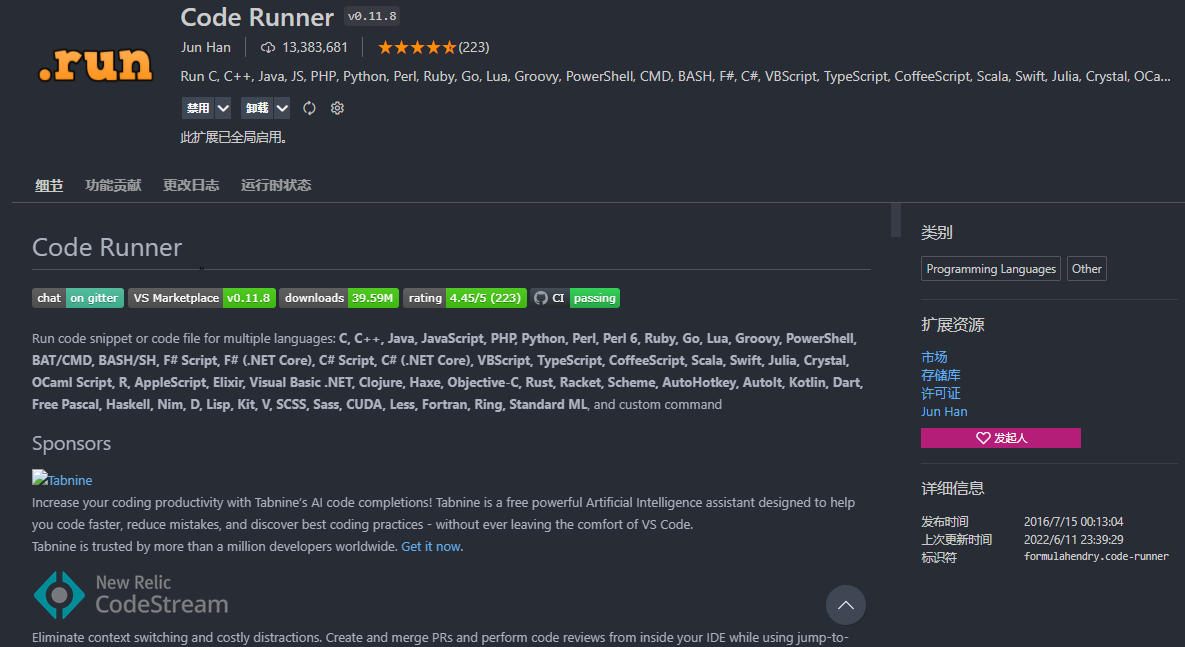 .run
Code Runner v0.11.8
Jun Han 13,383,681 (223)
Run C, C++, Java, JS, PHP, Python, Perl, Ruby, Go, Lua, Groovy, PowerShell, CMD, BASH, F#, C#, VBScript, TypeScript, CoffeeScript, Scala, Swift, Julia, Crystal, OCa...
禁用 卸载
此扩展已全局启用。
细节 功能贡献 更改日志 运行时状态
Code Runner
chat on gitter VS Marketplace v0.11.8 downloads 39.59M rating 4.45/5 (223) CI passing
Run code snippet or code file for multiple languages: C, C++, Java, JavaScript, PHP, Python, Perl, Perl 6, Ruby, Go, Lua, Groovy, PowerShell,
BAT/CMD, BASH/SH, F# Script, F# (.NET Core), C# Script, C# (.NET Core), VBScript, TypeScript, CoffeeScript, Scala, Swift, Julia, Crystal,
OCaml Script, R, AppleScript, Elixir, Visual Basic .NET, Clojure, Haxe, Objective-C, Rust, Racket, Scheme, AutoHotkey, AutoIt, Kotlin, Dart,
Free Pascal, Haskell, Nim, D, Lisp, Kit, V, SCSS, Sass, CUDA, Less, Fortran, Ring, Standard ML, and custom command
Sponsors
Tabnine
Increase your coding productivity with Tabnine's AI code completions! Tabnine is a free powerful Artificial Intelligence assistant designed to help
you code faster, reduce mistakes, and discover best coding practices - without ever leaving the comfort of VS Code.
Tabnine is trusted by more than a million developers worldwide. Get it now.
New Relic
CodeStream
Eliminate context switching and costly distractions. Create and merge PRs and perform code reviews from inside your IDE while using jump-to-
类别
Programming Languages Other
扩展资源
市场
存储库
许可证
Jun Han
发起人
详细信息
发布时间 2016/7/15 00:13:04
上次更新时间 2022/6/11 23:39:29
标识符 formulahendry.code-runner